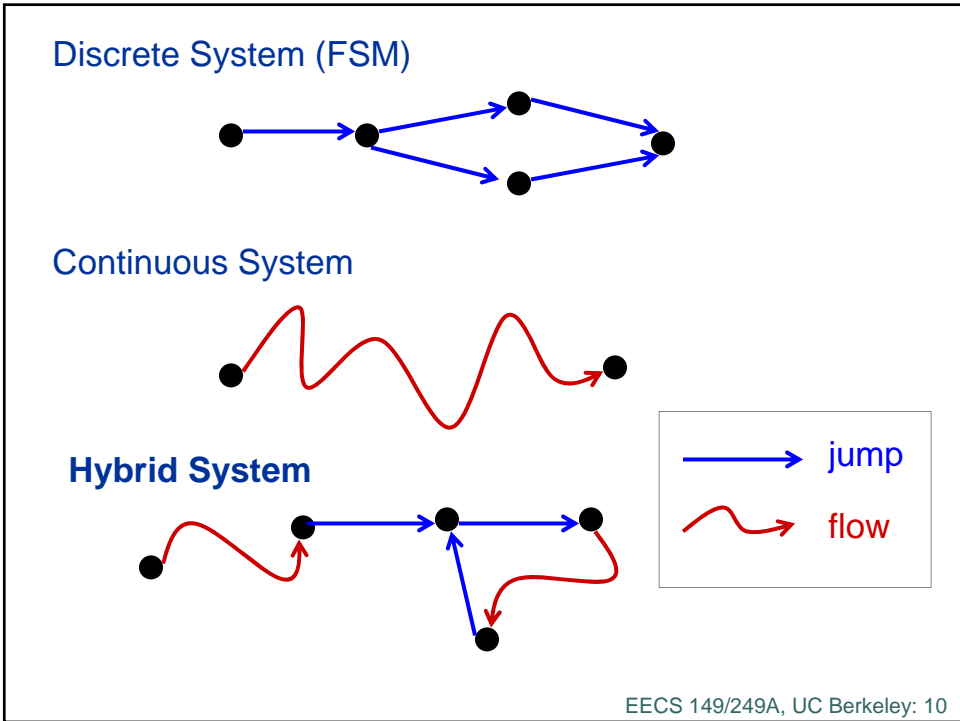 Discrete System (FSM)
Continuous System
Hybrid System
jump
flow
EECS 149/249A, UC Berkeley: 10